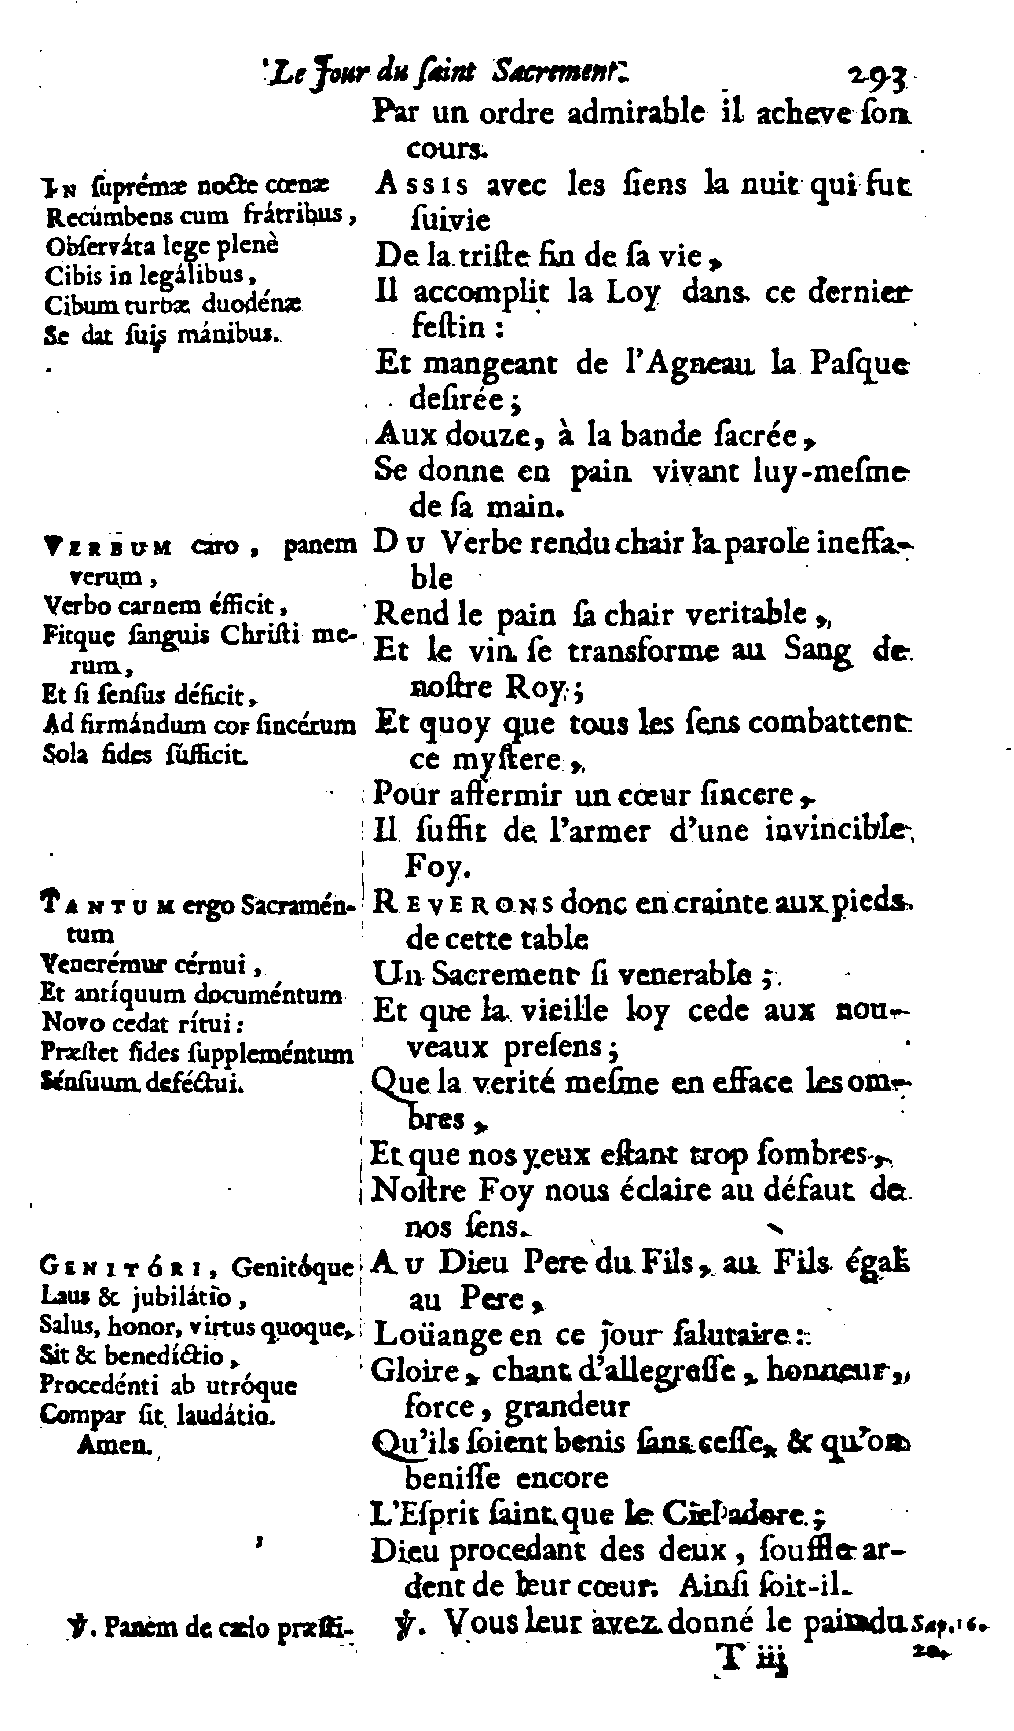 Le Jour du ſaint Sacrement. 293
Par un ordre admirable il acheve ſon
cours.
IN ſuprémæ nocte cœnæ
Recúmbens cum frátribus,
Obſerváta lege plenè
Cibis in legálibus,
Cibum turbæ duodénæ
Se dat ſuis mánibus.
ASSIS avec les ſiens la nuit qui fut
ſuivie
De la triſte fin de ſa vie,
Il accomplit la Loy dans ce dernier
feſtin :
Et mangeant de l'Agneau la Paſque
deſirée ;
Aux douze, à la bande ſacrée,
Se donne en pain vivant luy-meſme
de ſa main.
VERBUM caro, panem
verum,
Verbo carnem éfficit,
Fitque ſanguis Chriſti me-
rum,
Et ſi ſenſus déficit,
Ad firmándum cor ſincérum
Sola fides ſúfficit.
DU Verbe rendu chair la parole ineffa-
ble
Rend le pain ſa chair veritable,
Et le vin ſe transforme au Sang de
noſtre Roy ;
Et quoy que tous les ſens combattent
ce myſtere,
Pour affermir un cœur ſincere,
Il ſuffit de l'armer d'une invincible
Foy.
TANTUM ergo Sacramén-
tum
Venerémur cérnui,
Et antíquum documéntum
Novo cedat rítui :
Præſtet fides ſuppleméntum
Sénſuum deféctui.
REVERONS donc en crainte aux pieds
de cette table
Un Sacrement ſi venerable ;
Et que la vieille loy cede aux nou-
veaux preſens ;
Que la verité meſme en efface les om-
bres,
Et que nos yeux eſtant trop ſombres,
Noſtre Foy nous éclaire au défaut de
nos ſens.
GENITÓRI, Genitóque
Laus & jubilátio,
Salus, honor, virtus quoque,
Sit & benedíctio,
Procedénti ab utróque
Compar ſit laudátio.
Amen.
AU Dieu Pere du Fils, au Fils égal
au Pere,
Loüange en ce jour ſalutaire :
Gloire, chant d'allegreſſe, honneur,
force, grandeur
Qu'ils ſoient benis ſans ceſſe, & qu'on
beniſſe encore
L'Eſprit ſaint que le Ciel adore ;
Dieu procedant des deux, ſouffle ar-
dent de leur cœur. Ainſi ſoit-il.
℣. Panem de cælo præſti-
℣. Vous leur avez donné le pain du Sap. 16.
T iij 20.